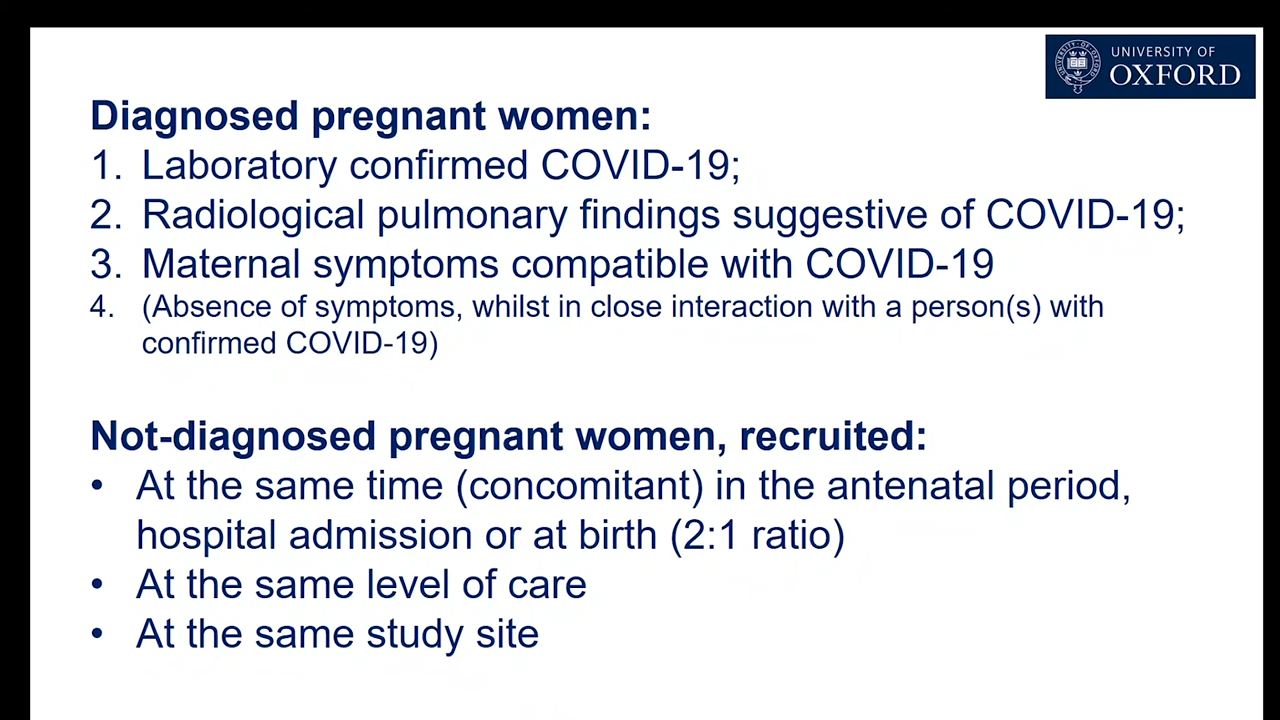 UNIVERSITY OF
OXFORD
Diagnosed pregnant women:
1. Laboratory confirmed COVID-19;
2. Radiological pulmonary findings suggestive of COVID-19;
3. Maternal symptoms compatible with COVID-19
4. (Absence of symptoms, whilst in close interaction with a person(s) with
confirmed COVID-19)
Not-diagnosed pregnant women, recruited:
• At the same time (concomitant) in the antenatal period,
hospital admission or at birth (2:1 ratio)
• At the same level of care
• At the same study site